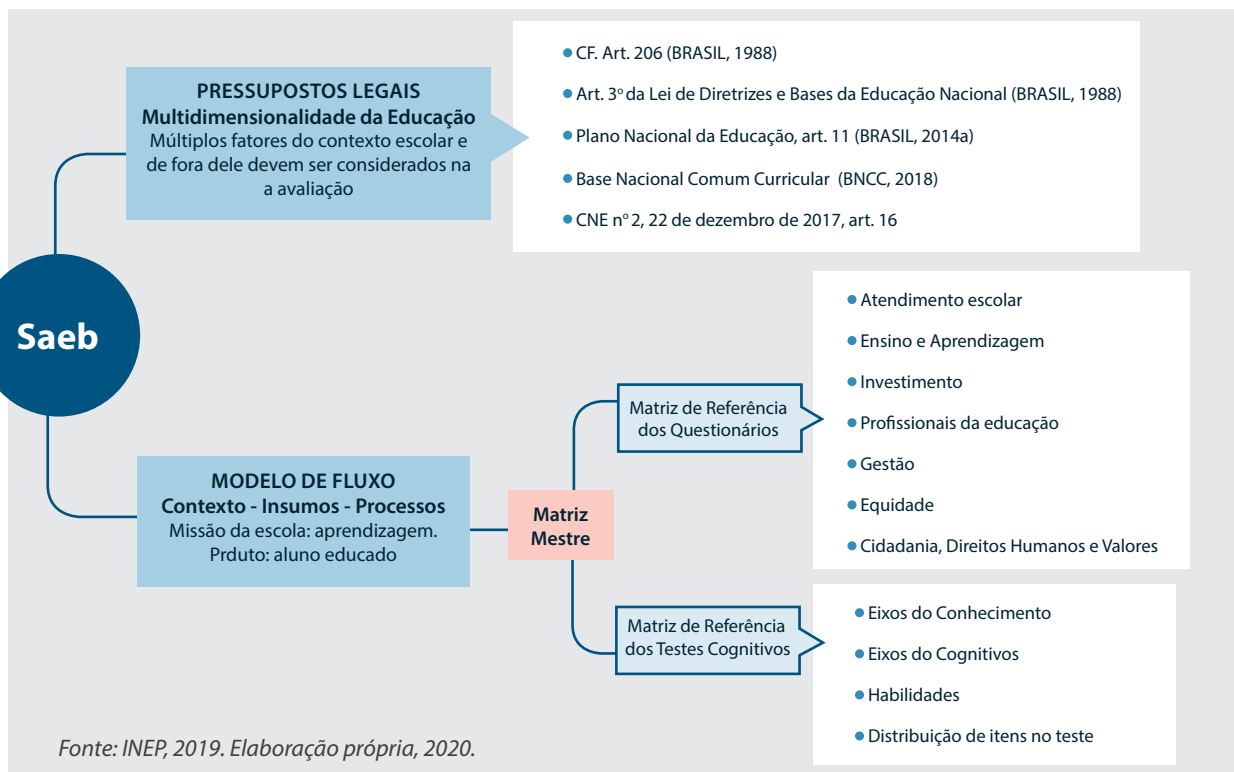 Saeb
PRESSUPOSTOS LEGAIS
Multidimensionalidade da Educação
Múltiplos fatores do contexto escolar e
de fora dele devem ser considerados na
a avaliação
CF. Art. 206 (BRASIL, 1988)
Art. 3º da Lei de Diretrizes e Bases da Educação Nacional (BRASIL, 1988)
Plano Nacional da Educação, art. 11 (BRASIL, 2014a)
Base Nacional Comum Curricular (BNCC, 2018)
CNE nº 2, 22 de dezembro de 2017, art. 16
MODELO DE FLUXO
Contexto - Insumos - Processos
Missão da escola: aprendizagem.
Prduto: aluno educado
Matriz
Mestre
Matriz de Referência
dos Questionários
Atendimento escolar
Ensino e Aprendizagem
Investimento
Profissionais da educação
Gestão
Equidade
Cidadania, Direitos Humanos e Valores
Matriz de Referência
dos Testes Cognitivos
Eixos do Conhecimento
Eixos do Cognitivos
Habilidades
Distribuição de itens no teste
Fonte: INEP, 2019. Elaboração própria, 2020.